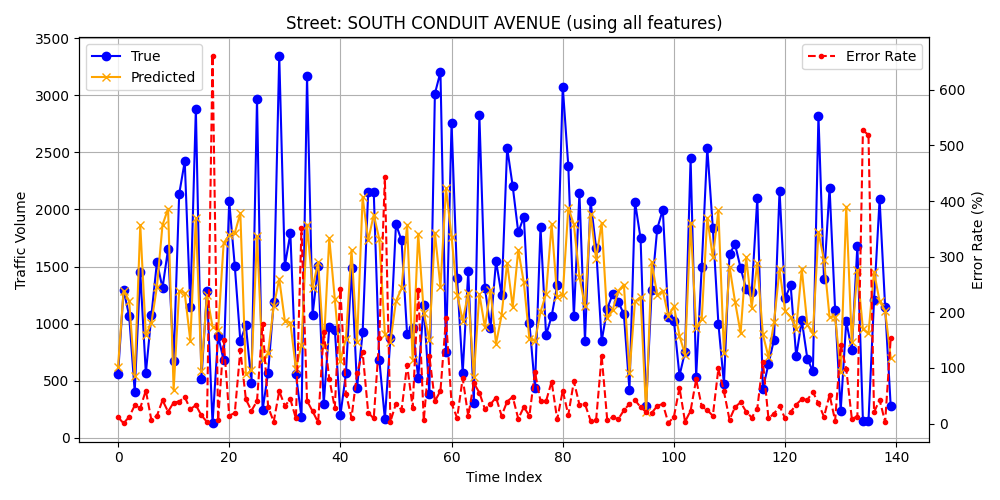 Street: SOUTH CONDUIT AVENUE (using all features)
True
Predicted
Error Rate
Traffic Volume
Error Rate (%)
3500
3000
2500
2000
1500
1000
500
0
600
500
400
300
200
100
0
0 20 40 60 80 100 120 140
Time Index